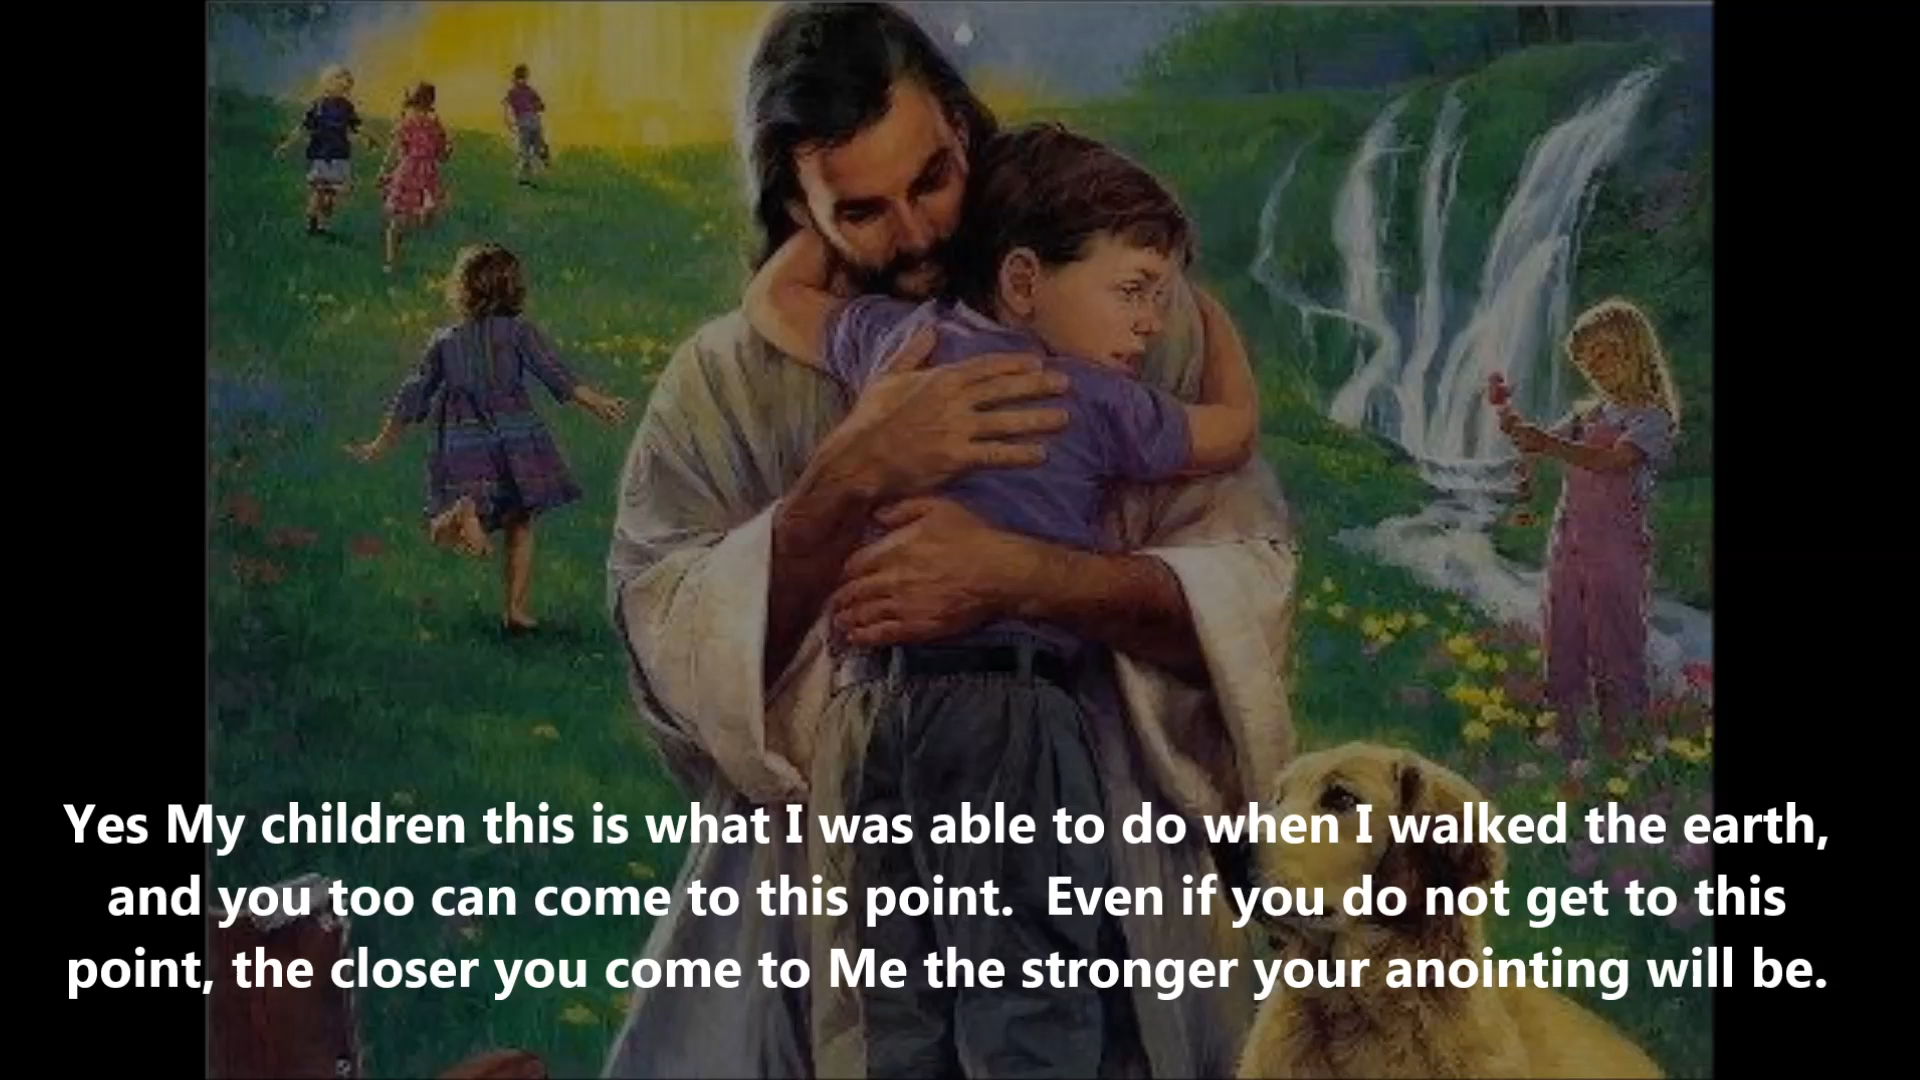 Yes My children this is what I was able to do when I walked the earth,
and you too can come to this point.  Even if you do not get to this
point, the closer you come to Me the stronger your anointing will be.